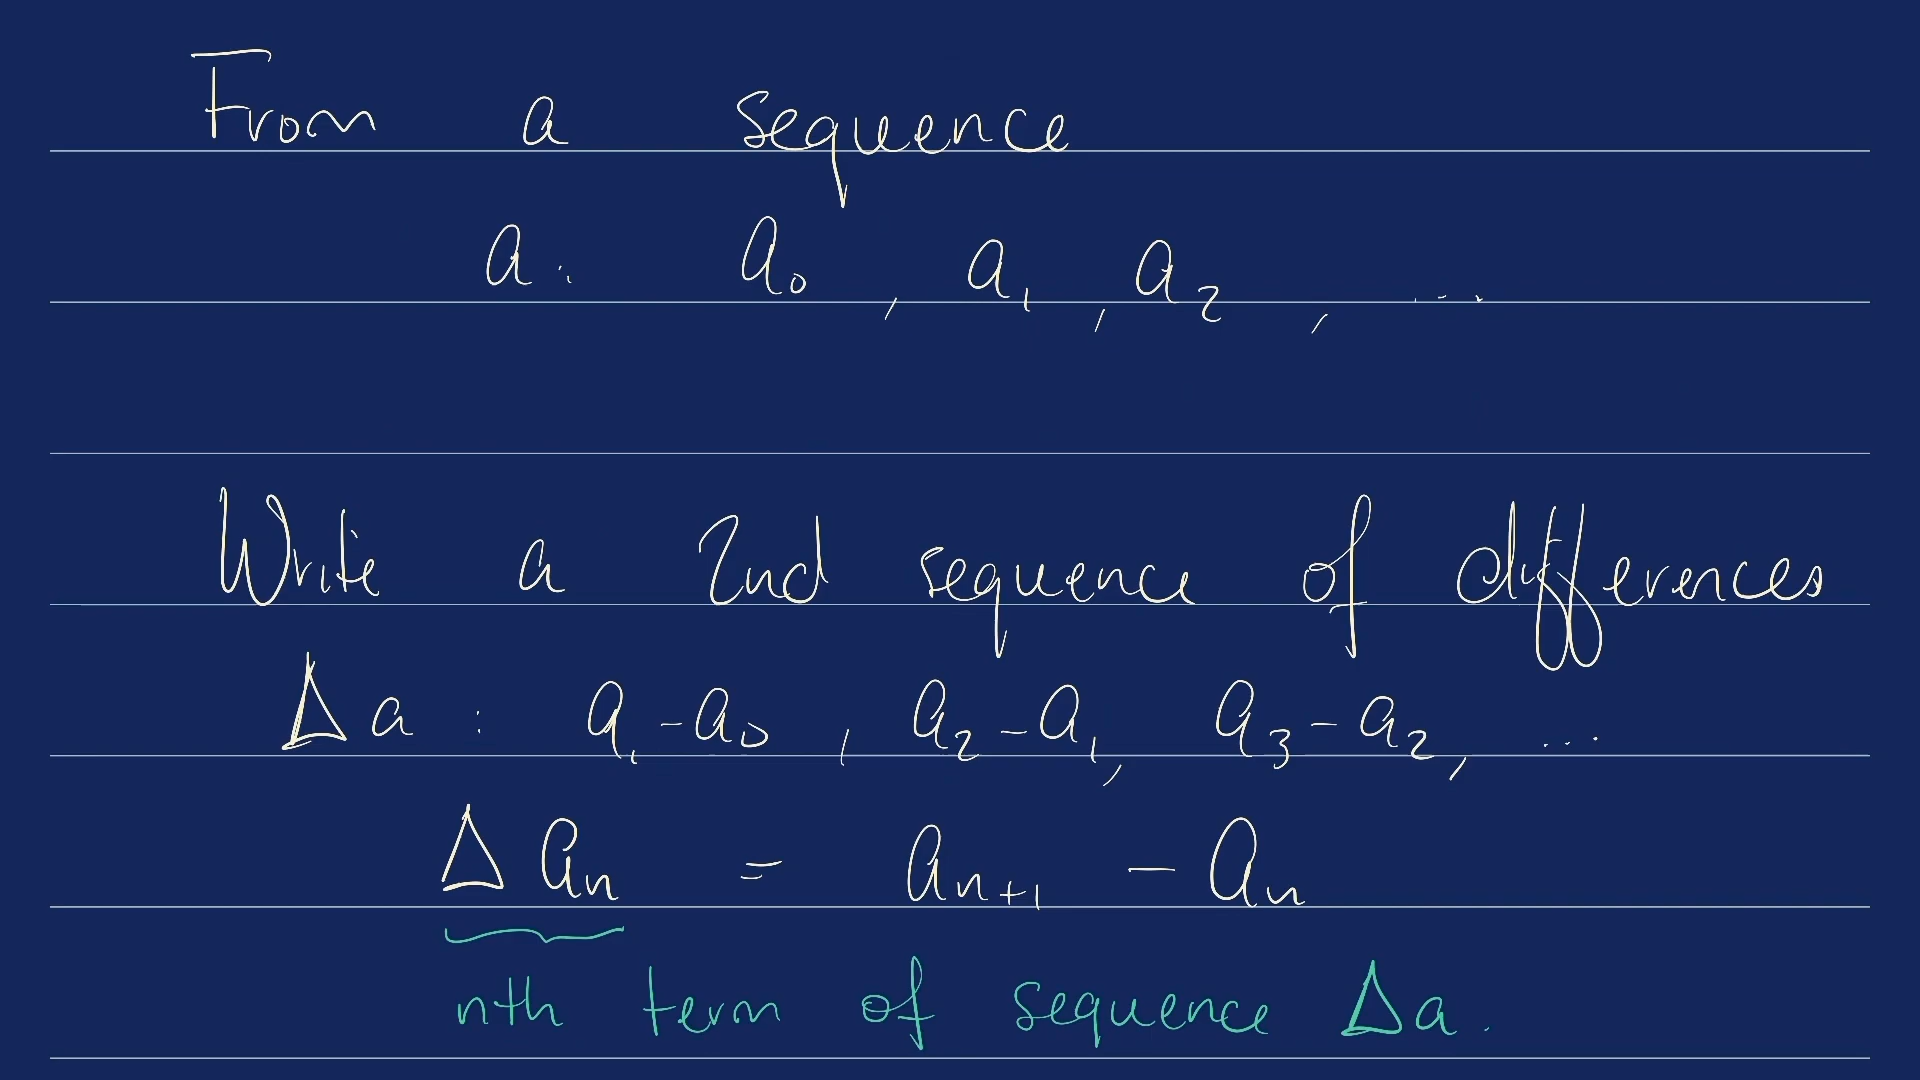 From a sequence
a: a₀, a₁, a₂, ...
Write a 2nd sequence of differences
Δa: a₁-a₀, a₂-a₁, a₃-a₂, ...
Δaₙ = aₙ₊₁ - aₙ
nth term of sequence Δa.